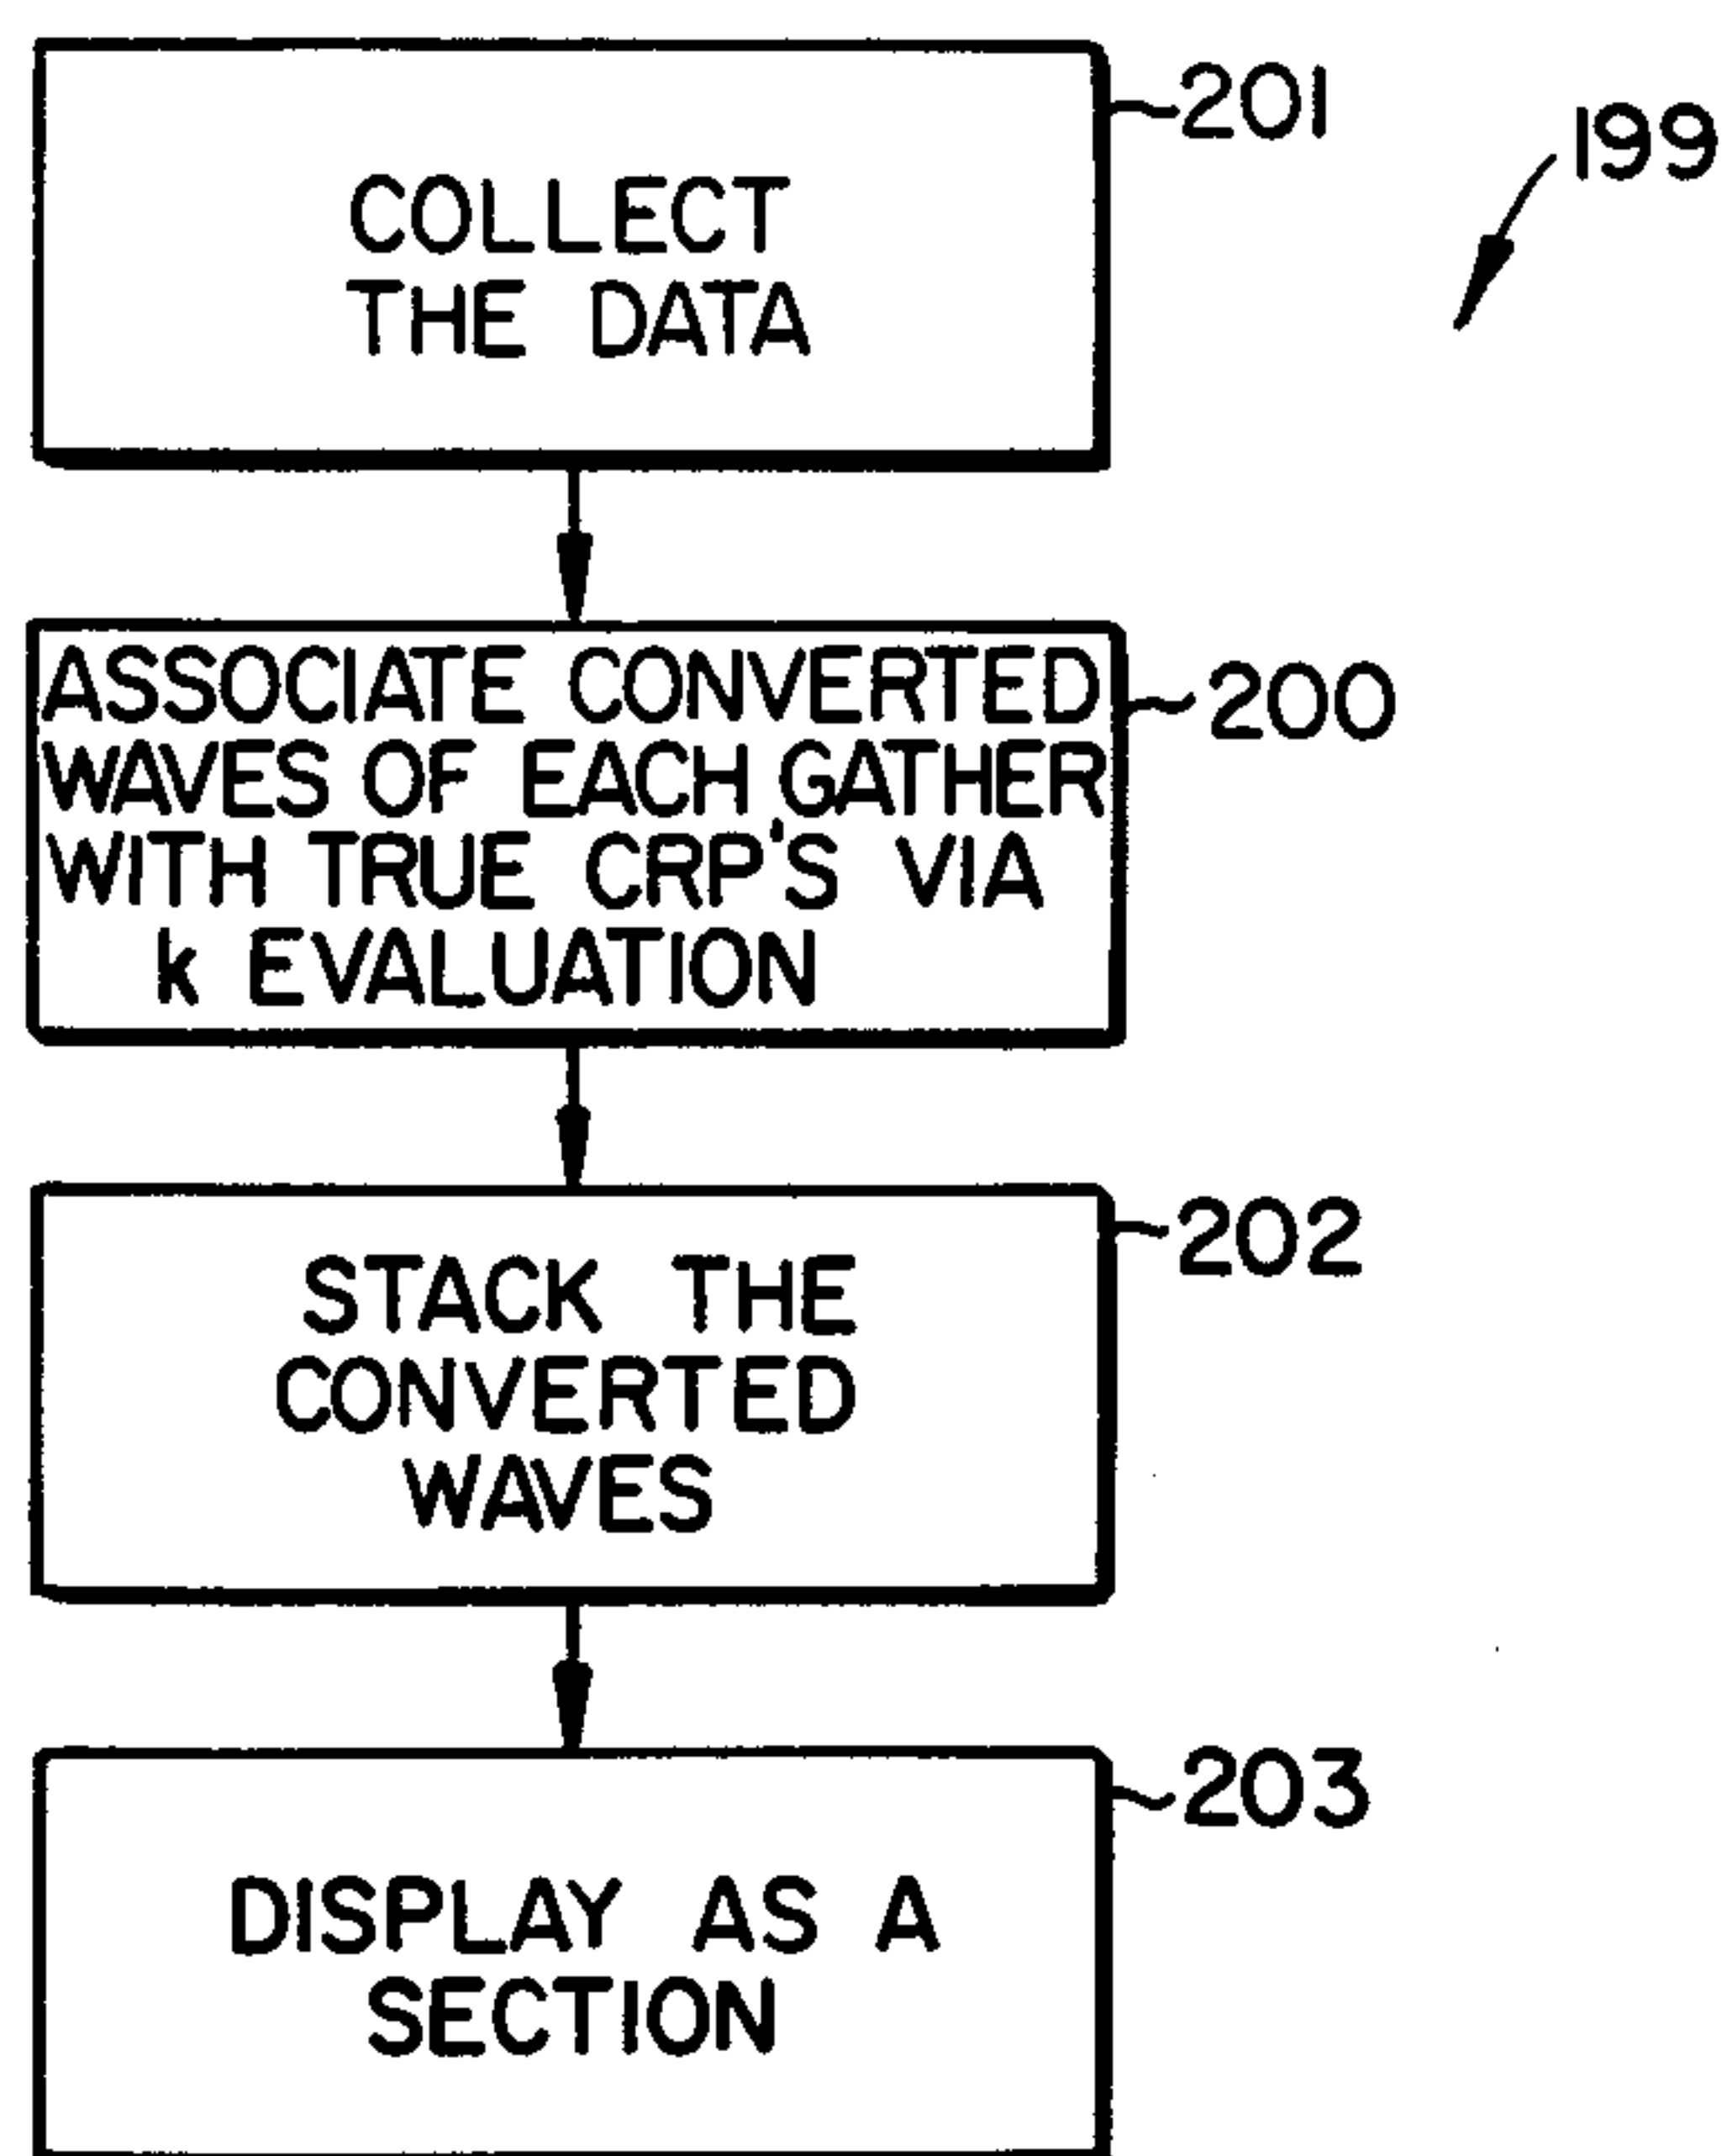 COLLECT
THE DATA
201
199
ASSOCIATE CONVERTED
WAVES OF EACH GATHER
WITH TRUE CRP'S VIA
k EVALUATION
200
STACK THE
CONVERTED
WAVES
202
DISPLAY AS A
SECTION
203